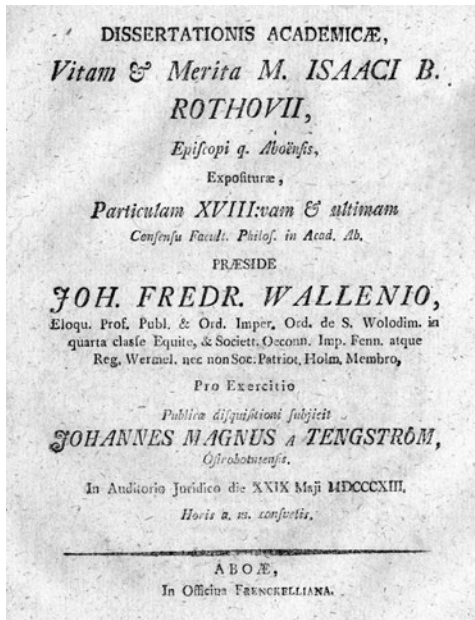 DISSERTATIONIS ACADEMICÆ,
Vitam & Merita M. ISAACI B.
ROTHOVII,
Epiſcopi q. Aboënſis,
Expoſituræ,
Particulam XVIII:vam & ultimam
Conſenſu Facult. Philoſ. in Acad. Ab.
PRÆSIDE
JOH. FREDR. WALLENIO,
Eloqu. Prof. Publ. & Ord. Imper. Ord. de S. Wolodim. in
quarta claſſe Equite, & Societt. Oeconn. Imp. Fenn. atque
Reg. Wermel. nec non Soc. Patriot. Holm. Membro,
Pro Exercitio
Publicæ diſquiſitioni ſubjicit
JOHANNES MAGNUS a TENGSTRÖM,
Oſtrobotnienſis.
In Auditorio Juridico die XXIX Maji MDCCCXIII.
Horis a. m. conſuetis.
ABOÆ,
In Officina FRENCKELLIANA.